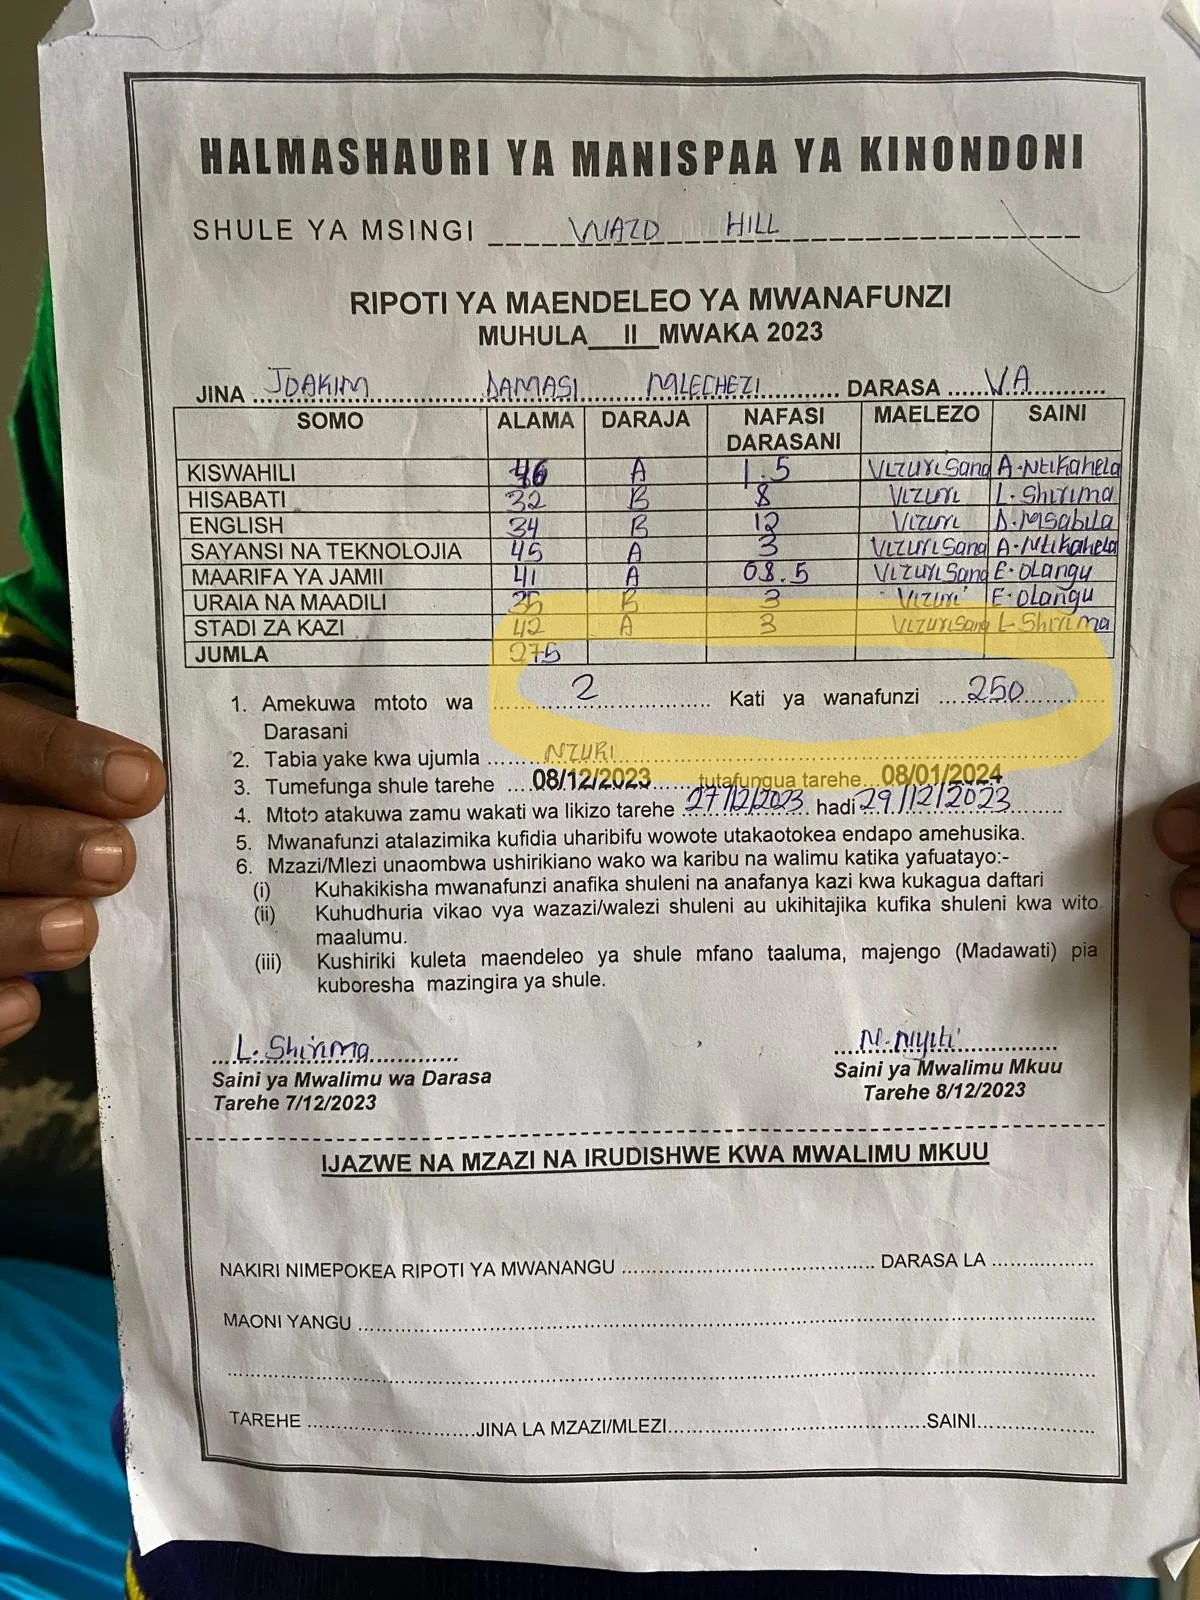 HALMASHAURI YA MANISPAA YA KINONDONI
SHULE YA MSINGI WAZO HILL
RIPOTI YA MAENDELEO YA MWANAFUNZI
MUHULA II MWAKA 2023
JINA JOAKIM DAMASI MLECHEZI DARASA VA
SOMO ALAMA DARAJA NAFASI DARASANI MAELEZO SAINI
KISWAHILI 46 A 1.5 Vizuri Sana A.Ntikahela
HISABATI 32 B 8 Vizuri L.Shirima
ENGLISH 34 B 12 Vizuri D.Msabila
SAYANSI NA TEKNOLOJIA 45 A 3 Vizuri Sana A.Ntikahela
MAARIFA YA JAMII 41 A 08.5 Vizuri Sana E.Olangu
URAIA NA MAADILI 35 B 3 Vizuri E.Olangu
STADI ZA KAZI 42 A 3 Vizuri Sana L.Shirima
JUMLA 275
1. Amekuwa mtoto wa 2 Kati ya wanafunzi 250
Darasani
2. Tabia yake kwa ujumla NZURI
3. Tumefunga shule tarehe 08/12/2023 tutafungua tarehe 08/01/2024
4. Mtoto atakuwa zamu wakati wa likizo tarehe 27/12/2023 hadi 29/12/2023
5. Mwanafunzi atalazimika kufidia uharibifu wowote utakaotokea endapo amehusika.
6. Mzazi/Mlezi unaombwa ushirikiano wako wa karibu na walimu katika yafuatayo:-
(i) Kuhakikisha mwanafunzi anafika shuleni na anafanya kazi kwa kukagua daftari
(ii) Kuhudhuria vikao vya wazazi/walezi shuleni au ukihitajika kufika shuleni kwa wito
maalumu.
(iii) Kushiriki kuleta maendeleo ya shule mfano taaluma, majengo (Madawati) pia
kuboresha mazingira ya shule.
L.Shirima
Saini ya Mwalimu wa Darasa
Tarehe 7/12/2023
Saini ya Mwalimu Mkuu
Tarehe 8/12/2023
IJAZWE NA MZAZI NA IRUDISHWE KWA MWALIMU MKUU
NAKIRI NIMEPOKEA RIPOTI YA MWANANGU DARASA LA
MAONI YANGU
TAREHE JINA LA MZAZI/MLEZI SAINI